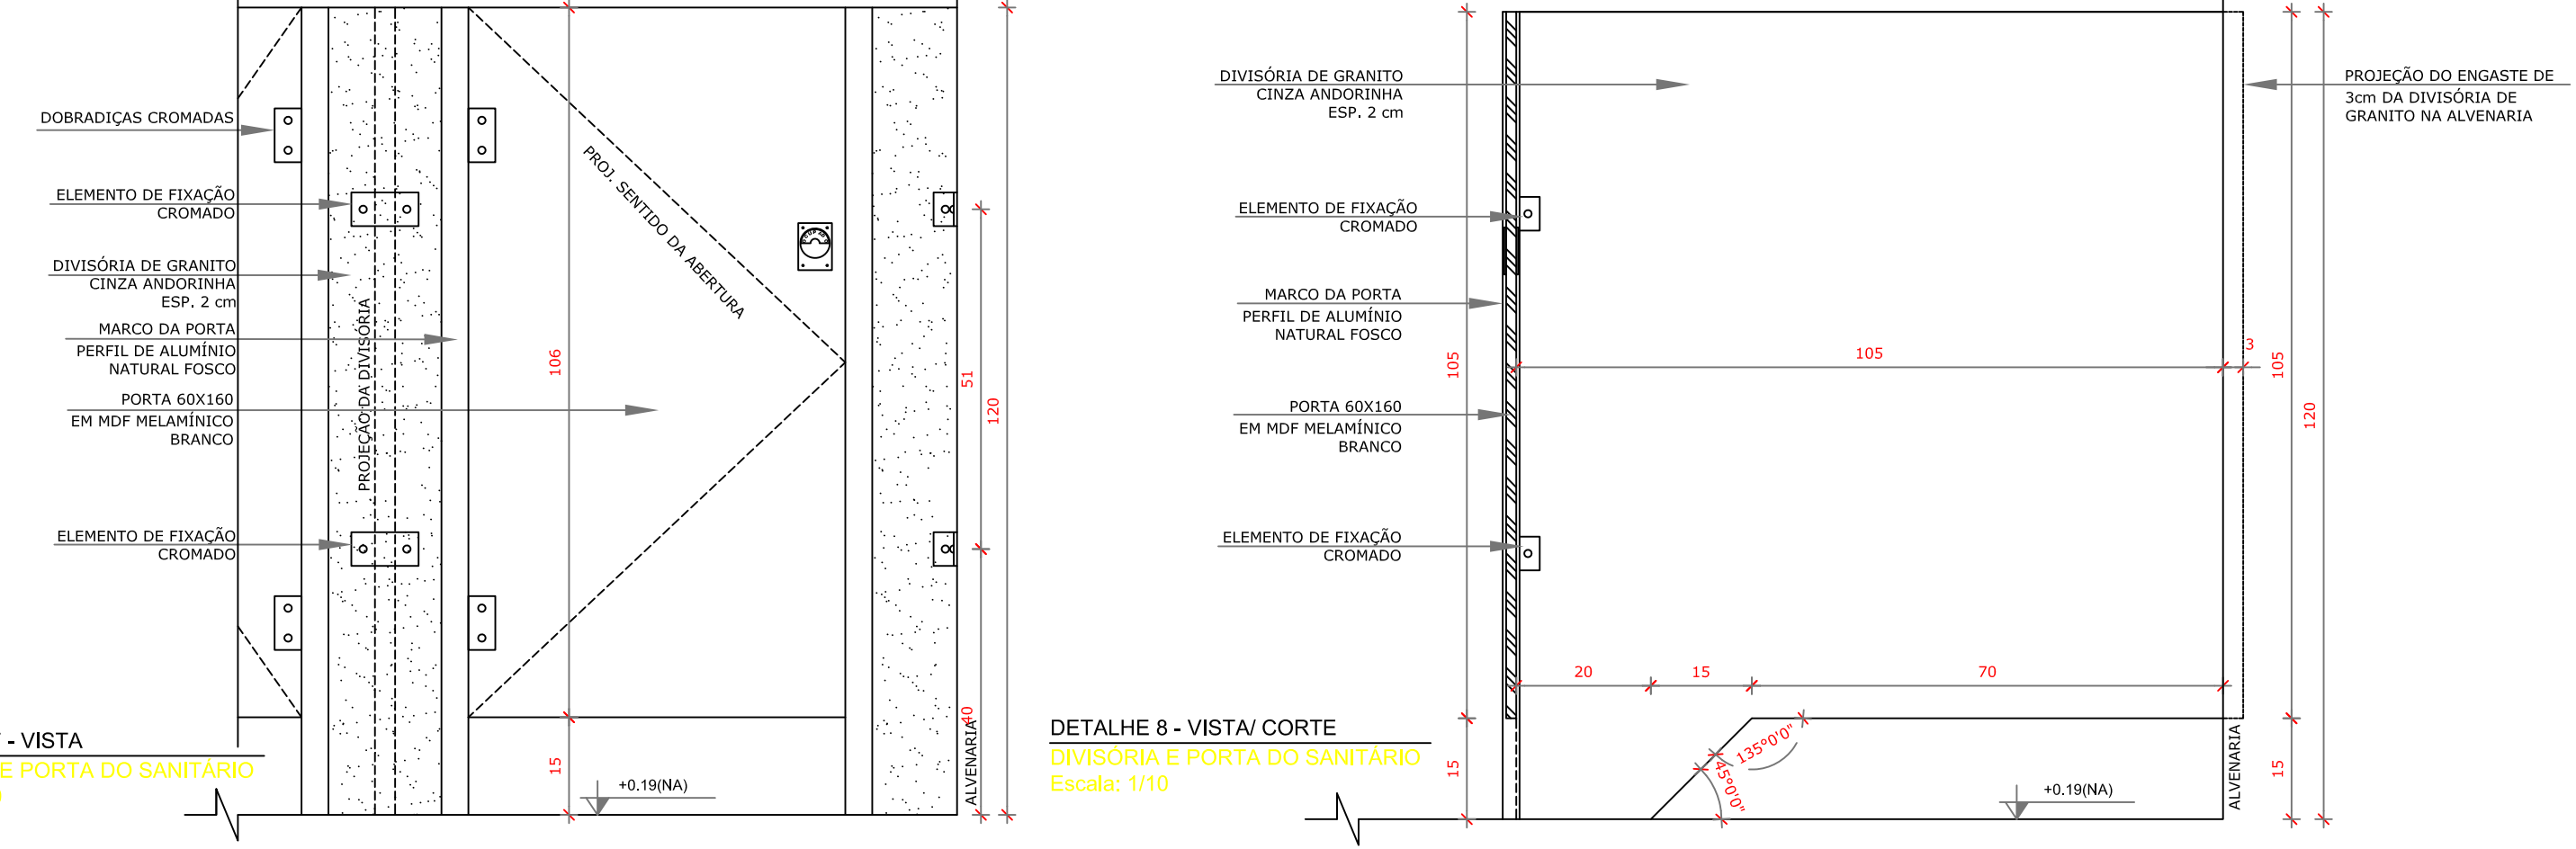 DOBRADIÇAS CROMADAS
ELEMENTO DE FIXAÇÃO
CROMADO
DIVISÓRIA DE GRANITO
CINZA ANDORINHA
ESP. 2 cm
MARCO DA PORTA
PERFIL DE ALUMÍNIO
NATURAL FOSCO
PORTA 60X160
EM MDF MELAMÍNICO
BRANCO
ELEMENTO DE FIXAÇÃO
CROMADO
PROJEÇÃO DA DIVISÓRIA
PROJ. SENTIDO DA ABERTURA
106
15
51
120
40
ALVENARIA
+0.19(NA)
- VISTA
E PORTA DO SANITÁRIO
DIVISÓRIA DE GRANITO
CINZA ANDORINHA
ESP. 2 cm
ELEMENTO DE FIXAÇÃO
CROMADO
MARCO DA PORTA
PERFIL DE ALUMÍNIO
NATURAL FOSCO
PORTA 60X160
EM MDF MELAMÍNICO
BRANCO
ELEMENTO DE FIXAÇÃO
CROMADO
PROJEÇÃO DO ENGASTE DE
3cm DA DIVISÓRIA DE
GRANITO NA ALVENARIA
105
105
3
105
120
20
15
70
15
135°0'0"
45°0'0"
+0.19(NA)
ALVENARIA
15
DETALHE 8 - VISTA/ CORTE
DIVISÓRIA E PORTA DO SANITÁRIO
Escala: 1/10